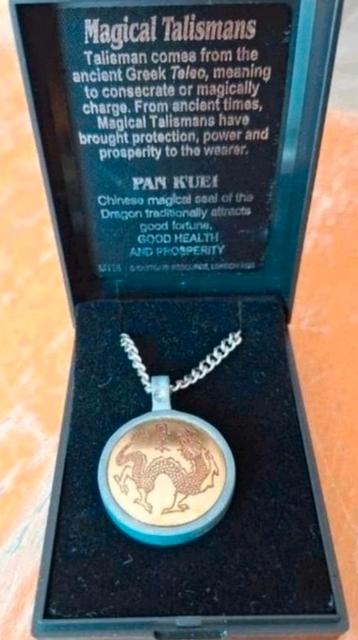 Magical Talismans
Talisman comes from the
ancient Greek Teleo, meaning
to consecrate or magically
charge. From ancient times,
Magical Talismans have
brought protection, power and
prosperity to the wearer.
PAN KUEI
Chinese magical seal of the
Dragon traditionally attracts
good fortune,
GOOD HEALTH
AND PROSPERITY
LONDON